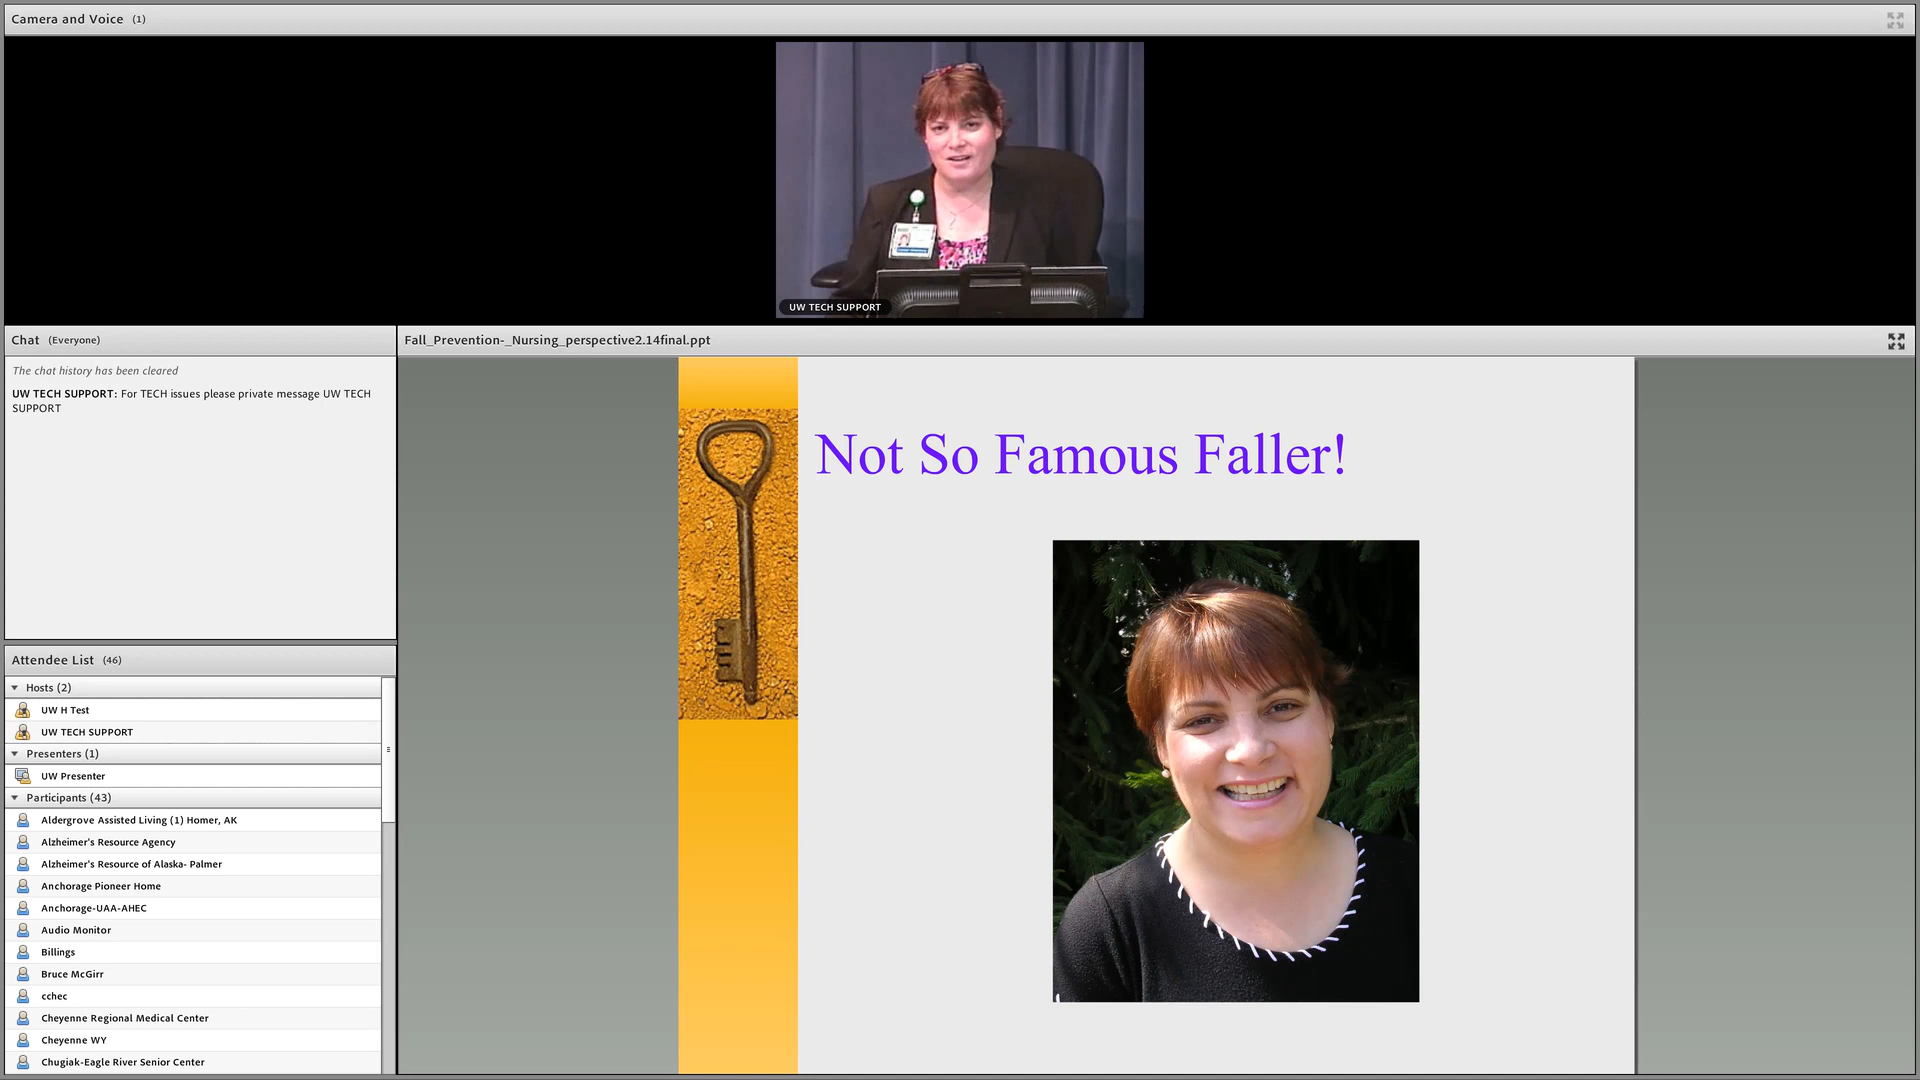 Camera and Voice (1)
UW TECH SUPPORT
Chat (Everyone)
The chat history has been cleared
UW TECH SUPPORT: For TECH issues please private message UW TECH
SUPPORT
Attendee List (46)
Hosts (2)
UW H Test
UW TECH SUPPORT
Presenters (1)
UW Presenter
Participants (43)
Aldergrove Assisted Living (1) Homer, AK
Alzheimer's Resource Agency
Alzheimer's Resource of Alaska- Palmer
Anchorage Pioneer Home
Anchorage-UAA-AHEC
Audio Monitor
Billings
Bruce McGirr
cchec
Cheyenne Regional Medical Center
Cheyenne WY
Chugiak-Eagle River Senior Center
Fall_Prevention-_Nursing_perspective2.14final.ppt
Not So Famous Faller!